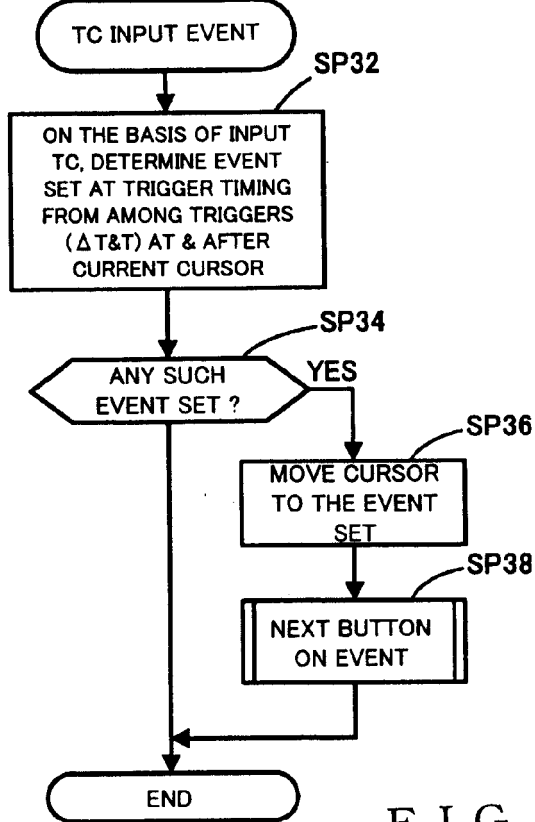 TC INPUT EVENT
SP32
ON THE BASIS OF INPUT
TC, DETERMINE EVENT
SET AT TRIGGER TIMING
FROM AMONG TRIGGERS
(ΔT&T) AT & AFTER
CURRENT CURSOR
SP34
ANY SUCH
EVENT SET ?
YES
SP36
MOVE CURSOR
TO THE EVENT
SET
SP38
NEXT BUTTON
ON EVENT
END
F I G